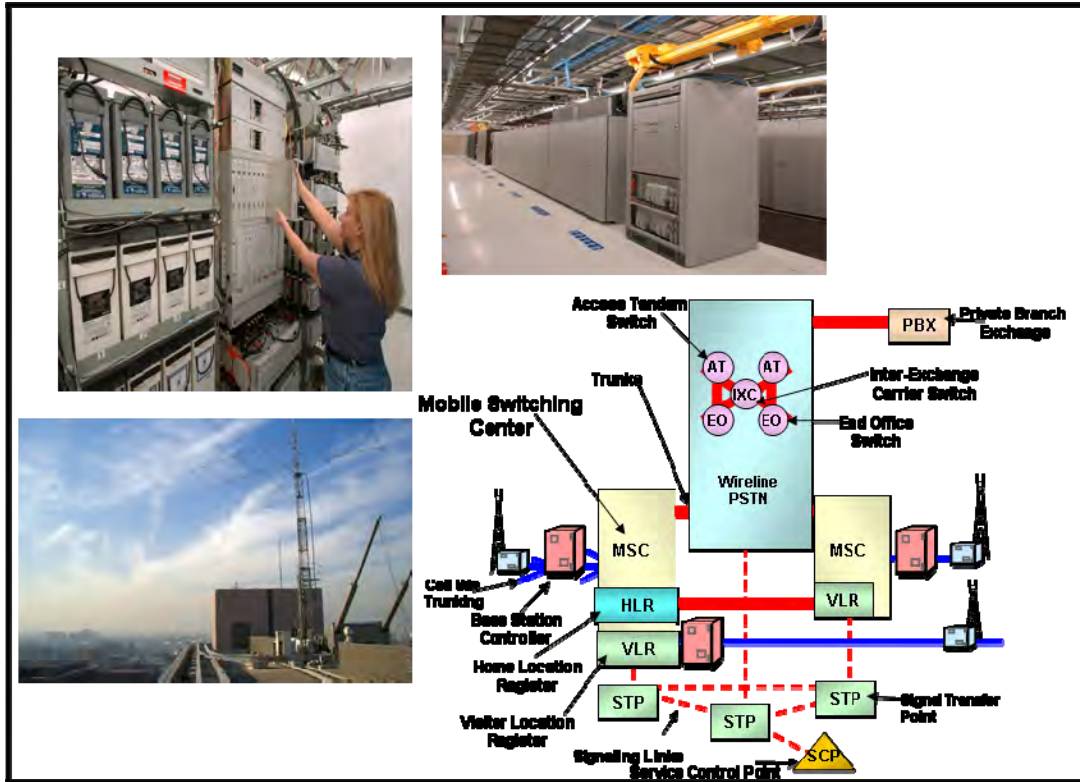 Access Tandem
Switch
PBX
Private Branch
Exchange
AT
AT
Trunks
IXC
Inter-Exchange
Carrier Switch
Mobile Switching
Center
EO
EO
End Office
Switch
Wireline
PSTN
MSC
MSC
Cell Site
Trunking
Base Station
Controller
HLR
VLR
VLR
Home Location
Register
STP
STP
STP
Signal Transfer
Point
Visitor Location
Register
Signaling Links
Service Control Point
SCP